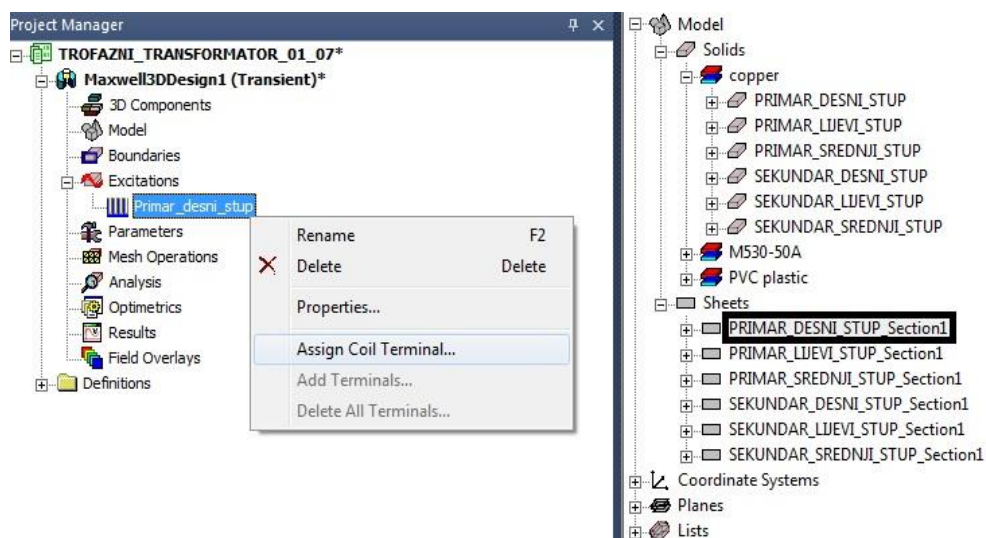 Project Manager
TROFAZNI_TRANSFORMATOR_01_07*
Maxwell3DDesign1 (Transient)*
3D Components
Model
Boundaries
Excitations
Primar_desni_stup
Parameters
Mesh Operations
Analysis
Optimetrics
Results
Field Overlays
Definitions
Rename F2
Delete Delete
Properties...
Assign Coil Terminal...
Add Terminals...
Delete All Terminals...
Model
Solids
copper
PRIMAR_DESNI_STUP
PRIMAR_LIJEVI_STUP
PRIMAR_SREDNJI_STUP
SEKUNDAR_DESNI_STUP
SEKUNDAR_LIJEVI_STUP
SEKUNDAR_SREDNJI_STUP
M530-50A
PVC plastic
Sheets
PRIMAR_DESNI_STUP_Section1
PRIMAR_LIJEVI_STUP_Section1
PRIMAR_SREDNJI_STUP_Section1
SEKUNDAR_DESNI_STUP_Section1
SEKUNDAR_LIJEVI_STUP_Section1
SEKUNDAR_SREDNJI_STUP_Section1
Coordinate Systems
Planes
Lists